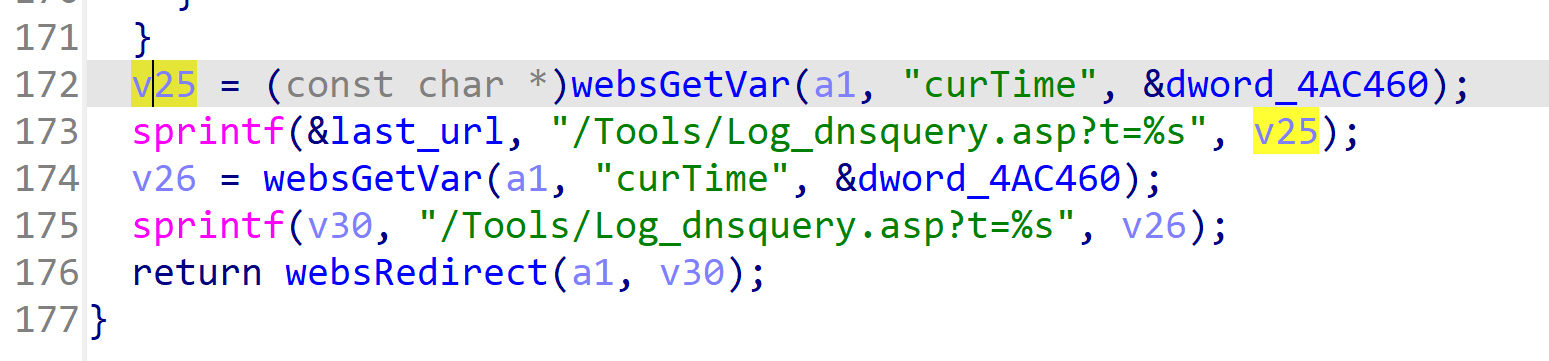 171 }
172 v25 = (const char *)websGetVar(a1, "curTime", &dword_4AC460);
173 sprintf(&last_url, "/Tools/Log_dnsquery.asp?t=%s", v25);
174 v26 = websGetVar(a1, "curTime", &dword_4AC460);
175 sprintf(v30, "/Tools/Log_dnsquery.asp?t=%s", v26);
176 return websRedirect(a1, v30);
177 }